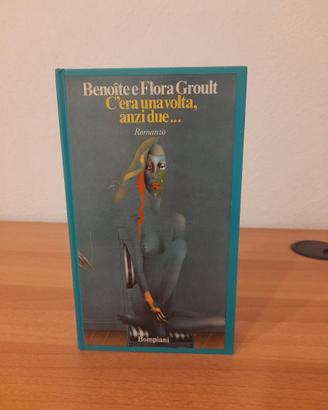 Benoîte e Flora Groult
C'era una volta,
anzi due...
Romanzo
Bompiani